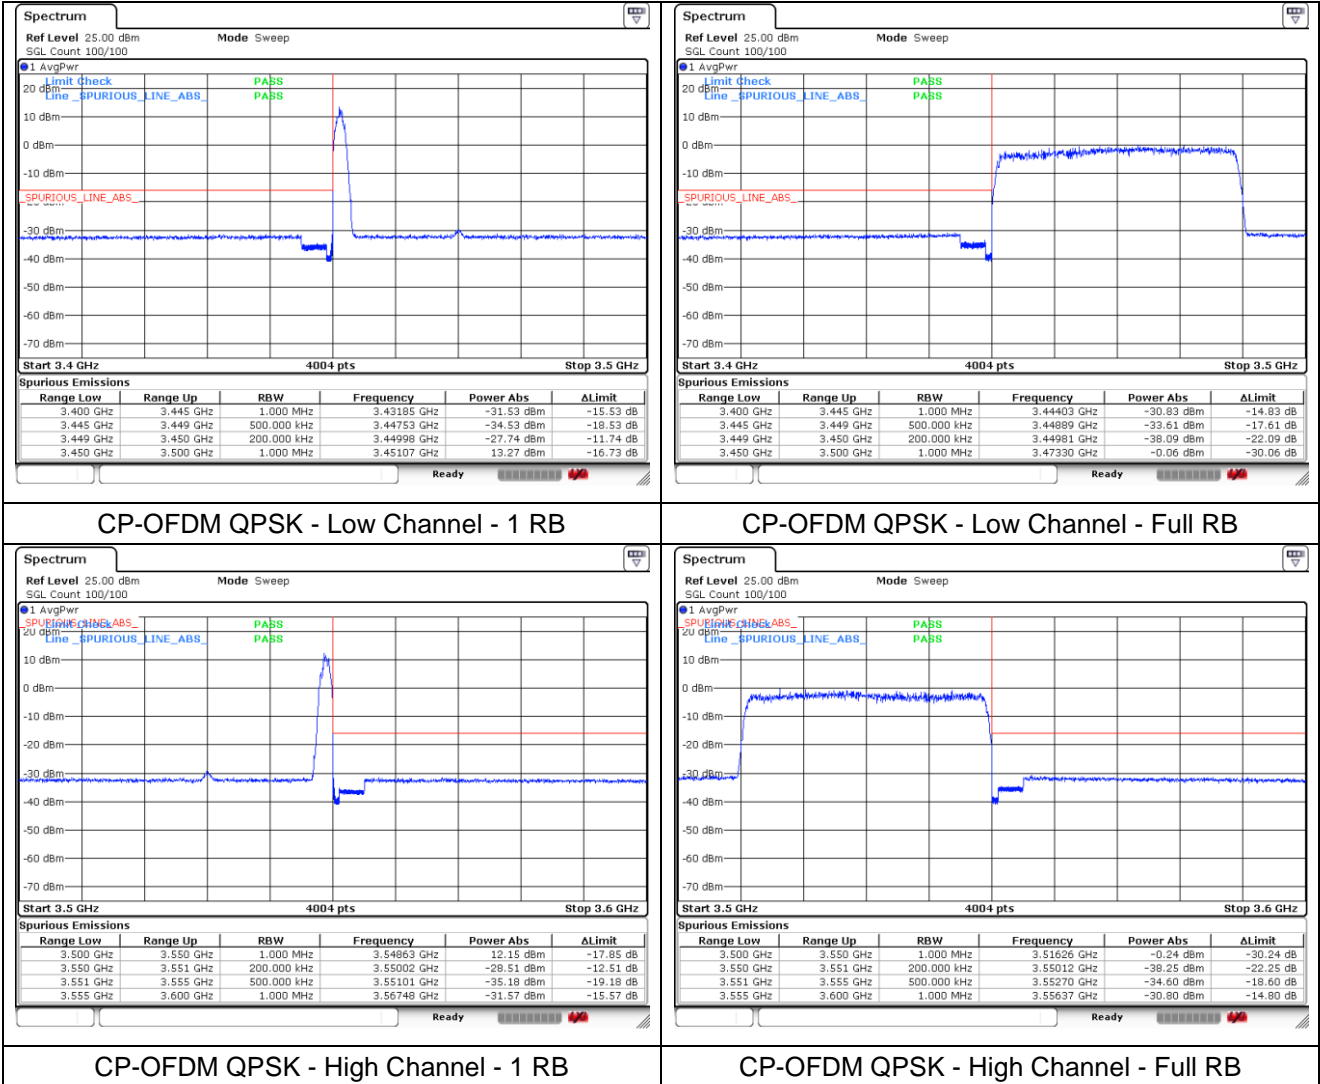 Spectrum
Ref Level 25.00 dBm Mode Sweep
SGL Count 100/100
1 AvgPwr
Limit Check PASS
20 dBm
Line _SPURIOUS_LINE_ABS_ PASS
10 dBm
0 dBm
-10 dBm
_SPURIOUS_LINE_ABS_
-20 dBm
-30 dBm
-40 dBm
-50 dBm
-60 dBm
-70 dBm
Start 3.4 GHz 4004 pts Stop 3.5 GHz
Spurious Emissions
Range Low Range Up RBW Frequency Power Abs ΔLimit
3.400 GHz 3.445 GHz 1.000 MHz 3.43185 GHz -31.53 dBm -15.53 dB
3.445 GHz 3.449 GHz 500.000 kHz 3.44753 GHz -34.53 dBm -18.53 dB
3.449 GHz 3.450 GHz 200.000 kHz 3.44998 GHz -27.74 dBm -11.74 dB
3.450 GHz 3.500 GHz 1.000 MHz 3.45107 GHz 13.27 dBm -16.73 dB
Ready
CP-OFDM QPSK - Low Channel - 1 RB
Spectrum
Ref Level 25.00 dBm Mode Sweep
SGL Count 100/100
1 AvgPwr
Limit Check PASS
20 dBm
Line _SPURIOUS_LINE_ABS_ PASS
10 dBm
0 dBm
-10 dBm
_SPURIOUS_LINE_ABS_
-20 dBm
-30 dBm
-40 dBm
-50 dBm
-60 dBm
-70 dBm
Start 3.4 GHz 4004 pts Stop 3.5 GHz
Spurious Emissions
Range Low Range Up RBW Frequency Power Abs ΔLimit
3.400 GHz 3.445 GHz 1.000 MHz 3.44403 GHz -30.83 dBm -14.83 dB
3.445 GHz 3.449 GHz 500.000 kHz 3.44889 GHz -33.61 dBm -17.61 dB
3.449 GHz 3.450 GHz 200.000 kHz 3.44981 GHz -38.09 dBm -22.09 dB
3.450 GHz 3.500 GHz 1.000 MHz 3.47330 GHz -0.06 dBm -30.06 dB
Ready
CP-OFDM QPSK - Low Channel - Full RB
Spectrum
Ref Level 25.00 dBm Mode Sweep
SGL Count 100/100
1 AvgPwr
_SPURIOUS_LINE_ABS_
Limit Check PASS
20 dBm
Line _SPURIOUS_LINE_ABS_ PASS
10 dBm
0 dBm
-10 dBm
-20 dBm
-30 dBm
-40 dBm
-50 dBm
-60 dBm
-70 dBm
Start 3.5 GHz 4004 pts Stop 3.6 GHz
Spurious Emissions
Range Low Range Up RBW Frequency Power Abs ΔLimit
3.500 GHz 3.550 GHz 1.000 MHz 3.54863 GHz 12.15 dBm -17.85 dB
3.550 GHz 3.551 GHz 200.000 kHz 3.55002 GHz -28.51 dBm -12.51 dB
3.551 GHz 3.555 GHz 500.000 kHz 3.55101 GHz -35.18 dBm -19.18 dB
3.555 GHz 3.600 GHz 1.000 MHz 3.56748 GHz -31.57 dBm -15.57 dB
Ready
CP-OFDM QPSK - High Channel - 1 RB
Spectrum
Ref Level 25.00 dBm Mode Sweep
SGL Count 100/100
1 AvgPwr
_SPURIOUS_LINE_ABS_
Limit Check PASS
20 dBm
Line _SPURIOUS_LINE_ABS_ PASS
10 dBm
0 dBm
-10 dBm
-20 dBm
-30 dBm
-40 dBm
-50 dBm
-60 dBm
-70 dBm
Start 3.5 GHz 4004 pts Stop 3.6 GHz
Spurious Emissions
Range Low Range Up RBW Frequency Power Abs ΔLimit
3.500 GHz 3.550 GHz 1.000 MHz 3.51626 GHz -0.24 dBm -30.24 dB
3.550 GHz 3.551 GHz 200.000 kHz 3.55012 GHz -38.25 dBm -22.25 dB
3.551 GHz 3.555 GHz 500.000 kHz 3.55270 GHz -34.60 dBm -18.60 dB
3.555 GHz 3.600 GHz 1.000 MHz 3.55637 GHz -30.80 dBm -14.80 dB
Ready
CP-OFDM QPSK - High Channel - Full RB